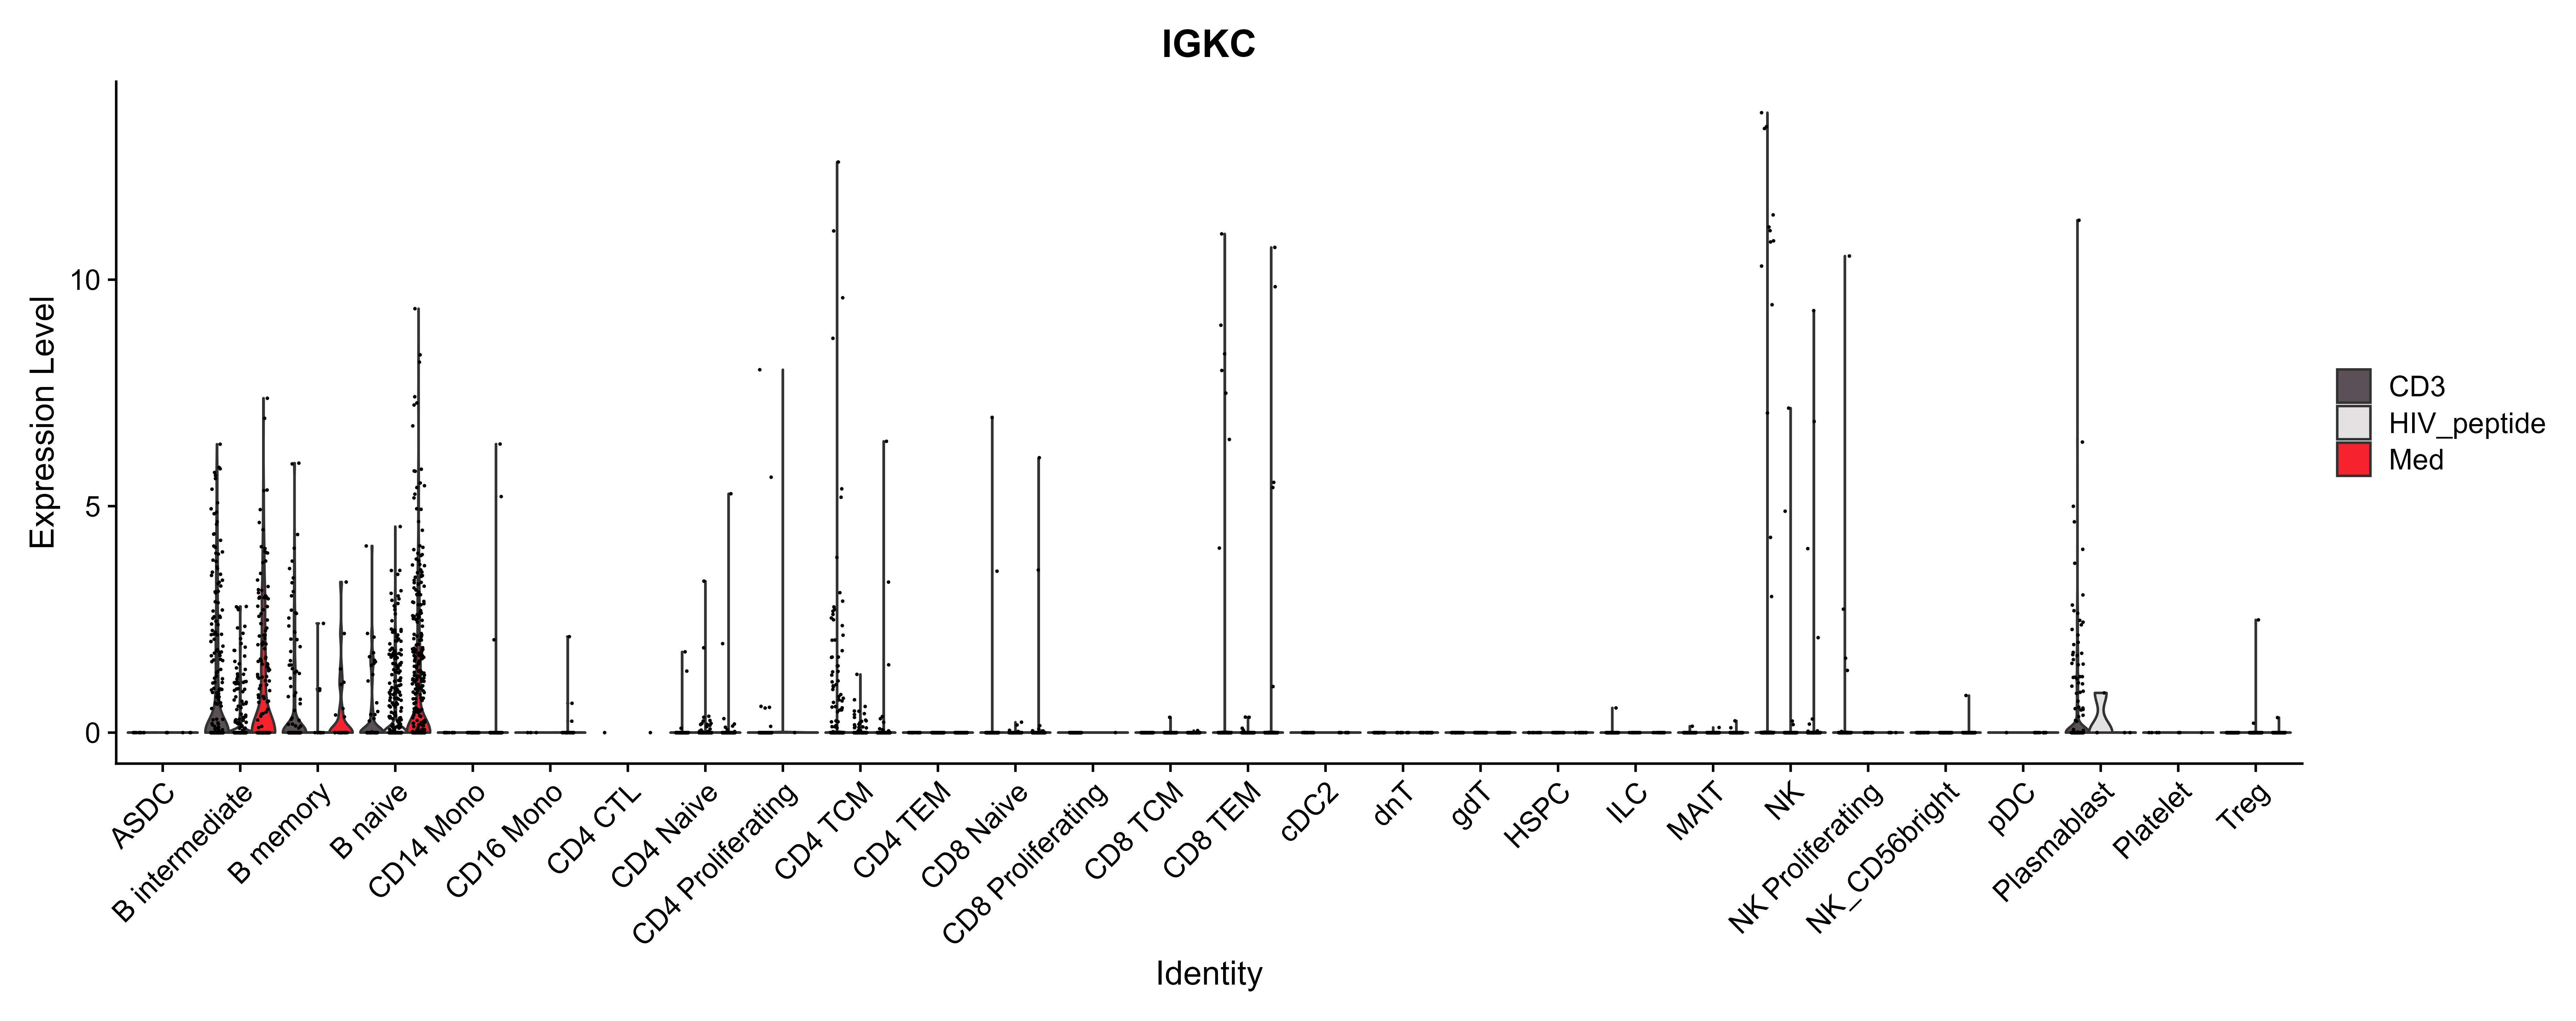 IGKC
Expression Level
10
5
0
ASDC
B intermediate
B memory
B naive
CD14 Mono
CD16 Mono
CD4 CTL
CD4 Naive
CD4 Proliferating
CD4 TCM
CD4 TEM
CD8 Naive
CD8 Proliferating
CD8 TCM
CD8 TEM
cDC2
dnT
gdT
HSPC
ILC
MAIT
NK
NK Proliferating
NK_CD56bright
pDC
Plasmablast
Platelet
Treg
Identity
CD3
HIV_peptide
Med